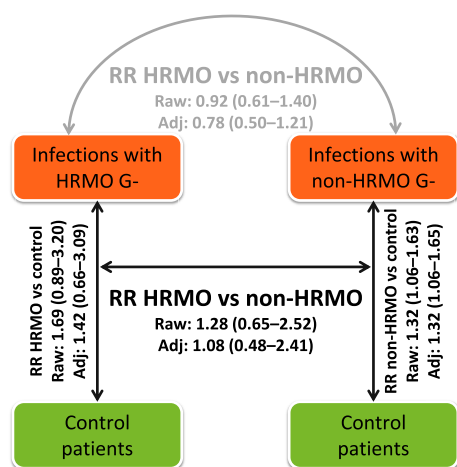 RR HRMO vs non-HRMO
Raw: 0.92 (0.61–1.40)
Adj: 0.78 (0.50–1.21)
Infections with
HRMO G-
Infections with
non-HRMO G-
RR HRMO vs control
Raw: 1.69 (0.89–3.20)
Adj: 1.42 (0.66–3.09)
RR HRMO vs non-HRMO
Raw: 1.28 (0.65–2.52)
Adj: 1.08 (0.48–2.41)
RR non-HRMO vs control
Raw: 1.32 (1.06–1.63)
Adj: 1.32 (1.06–1.65)
Control
patients
Control
patients